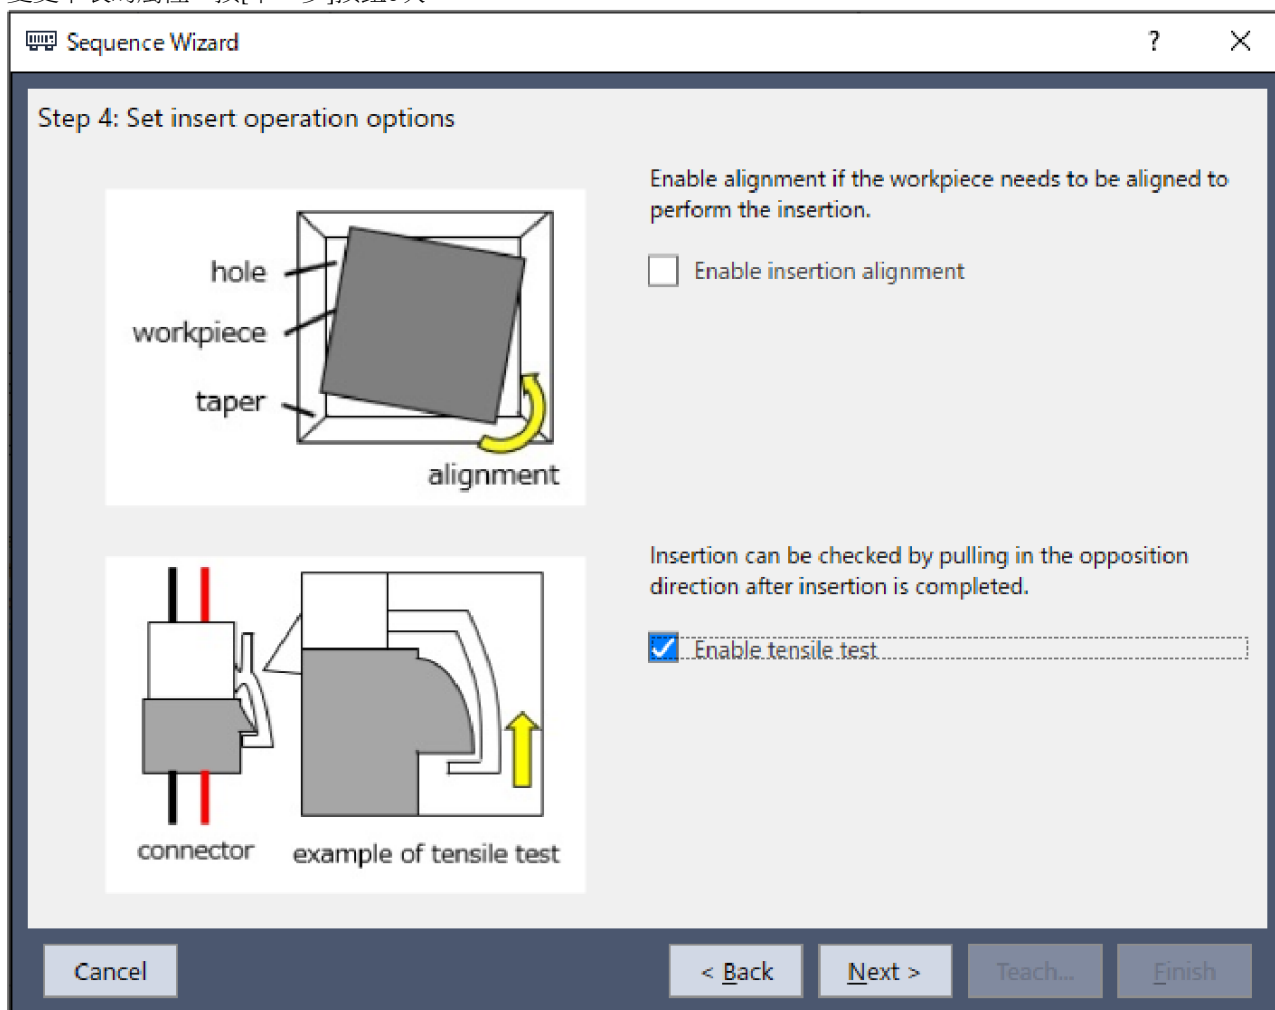 Sequence Wizard
?
Step 4: Set insert operation options
Enable alignment if the workpiece needs to be aligned to
perform the insertion.
Enable insertion alignment
hole
workpiece
taper
alignment
Insertion can be checked by pulling in the opposition
direction after insertion is completed.
Enable tensile test
connector
example of tensile test
Cancel
< Back
Next >
Teach...
Finish